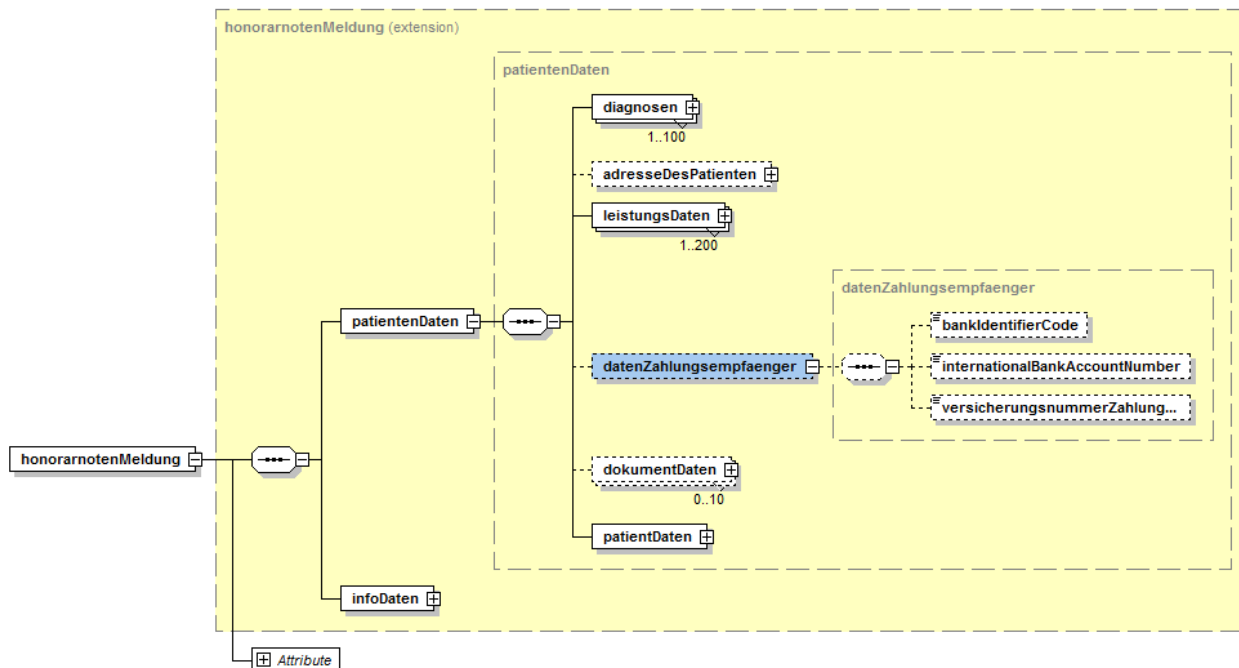 honorarnotenMeldung (extension)
patientenDaten
diagnosen
1..100
adresseDesPatienten
leistungsDaten
1..200
datenZahlungsempfaenger
bankIdentifierCode
patientenDaten
datenZahlungsempfaenger
internationalBankAccountNumber
versicherungsnummerZahlung...
honorarnotenMeldung
dokumentDaten
0..10
patientDaten
infoDaten
Attribute